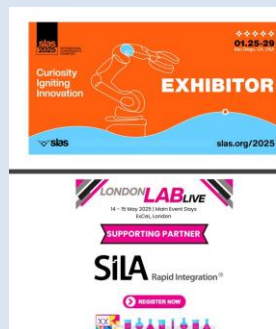 slas
2025
01.25-29
San Diego, CA, USA
Curiosity
Igniting
Innovation
EXHIBITOR
slas
slas.org/2025
LONDON LAB LIVE
14 - 15 May 2025 | Main Event Days
ExCeL, London
SUPPORTING PARTNER
SiLA Rapid Integration®
REGISTER NOW